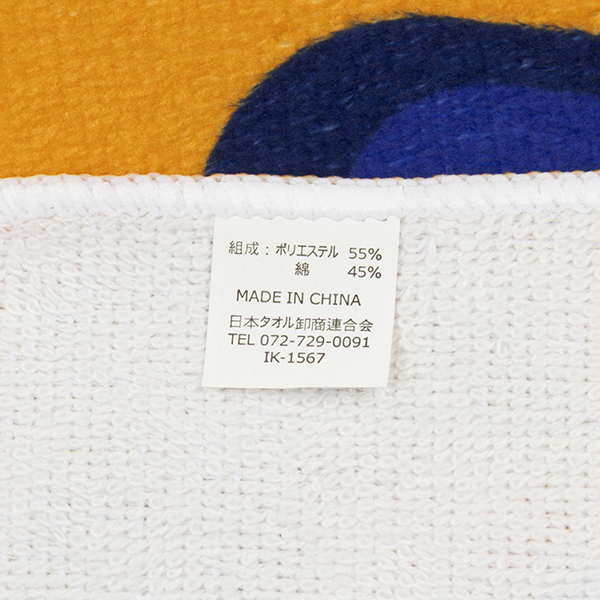 組成：ポリエステル 55%
綿 45%
MADE IN CHINA
日本タオル卸商連合会
TEL 072-729-0091
IK-1567